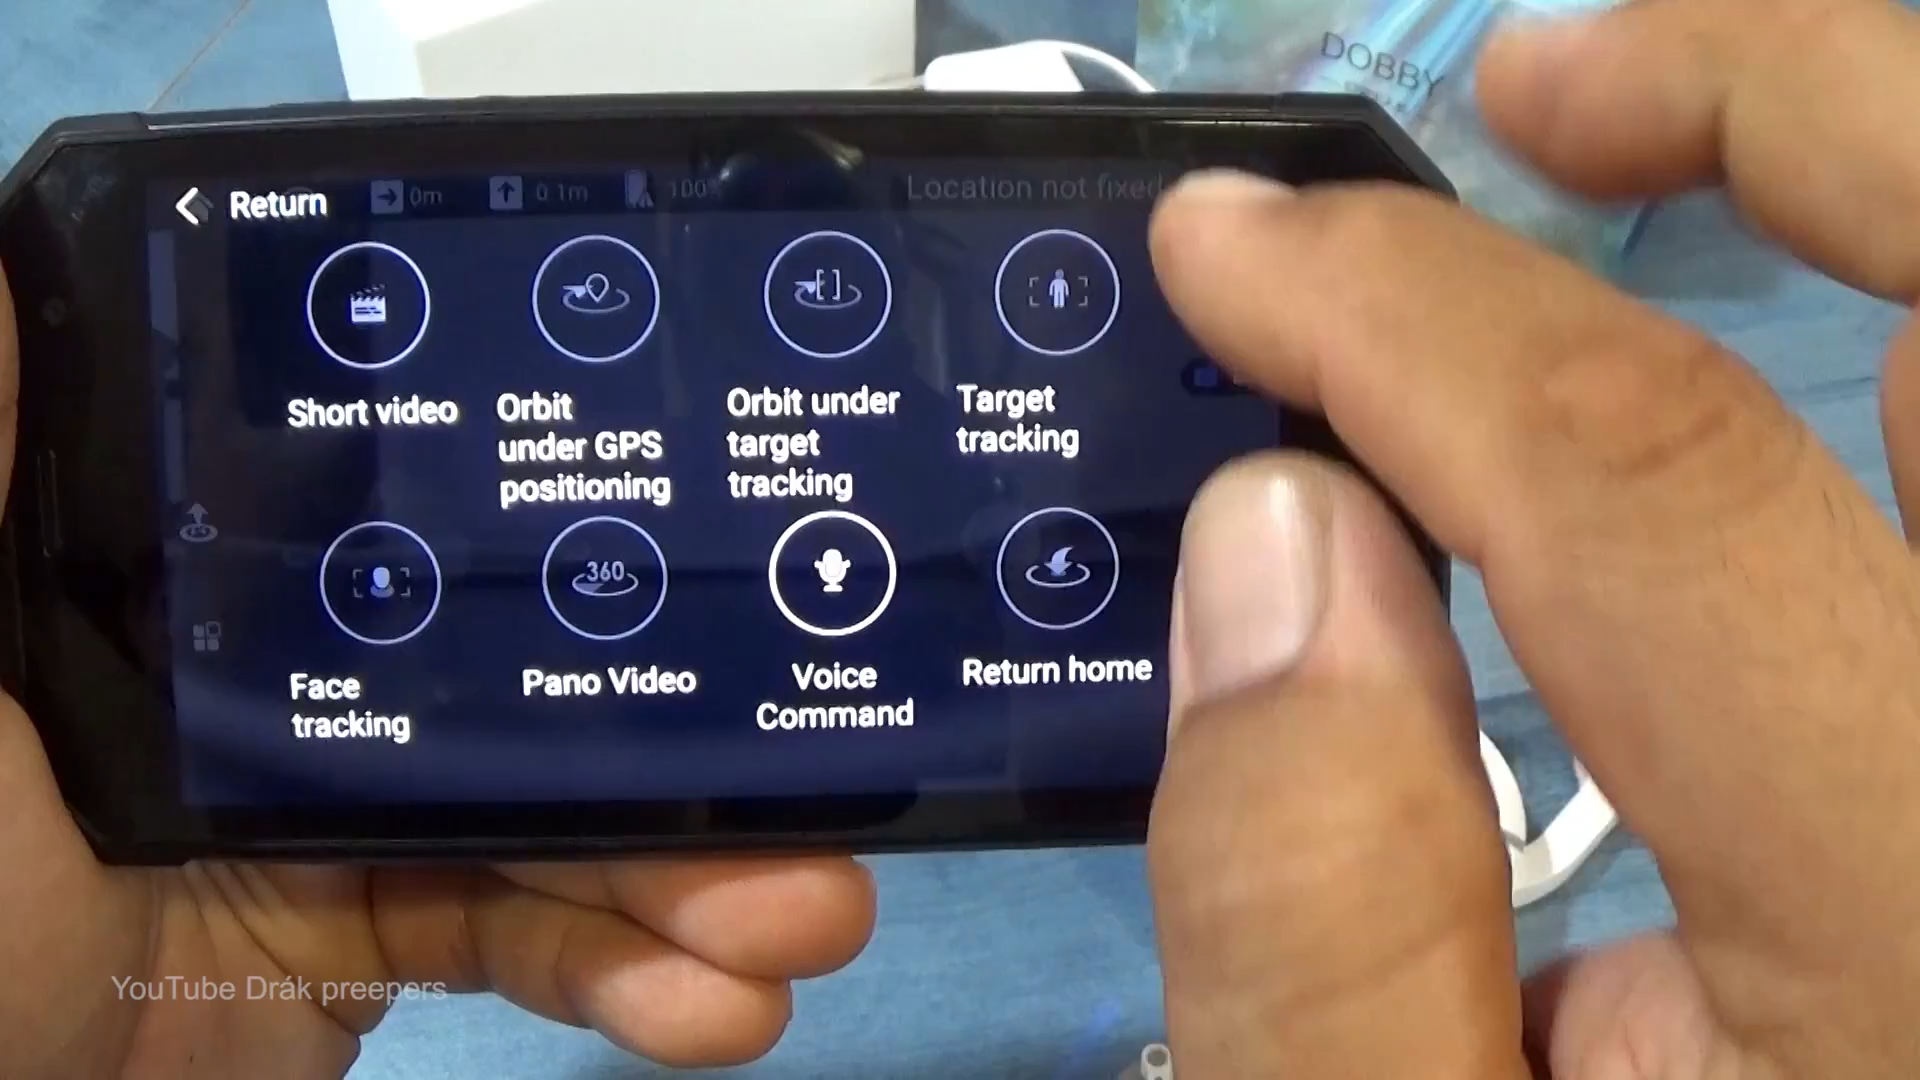 DOBBY
Return
0m
0.1m
100%
Location not fixed
Short video
Orbit
under GPS
positioning
Orbit under
target
tracking
Target
tracking
Face
tracking
360
Pano Video
Voice
Command
Return home
YouTube Drák preepers